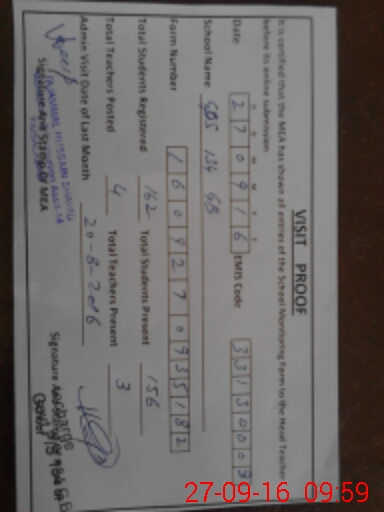 VISIT PROOF
It is certified that the MEA has shown all entries of the School Monitoring Form to the Head Teacher
before its online submission
Date 2 7 0 9 1 6 EMIS Code 3 3 1 3 0 0 0 9
D D M M Y Y
School Name GPS 134 GB
Form Number 1 6 0 9 2 7 0 9 3 5 1 8 2
Total Students Registered 162 Total Students Present 156
Total Teachers Posted 4 Total Teachers Present 3
Admin Visit Date of Last Month 20-8-2016
Signature And Stamp Of MEA
Signature
27-09-16 09:59